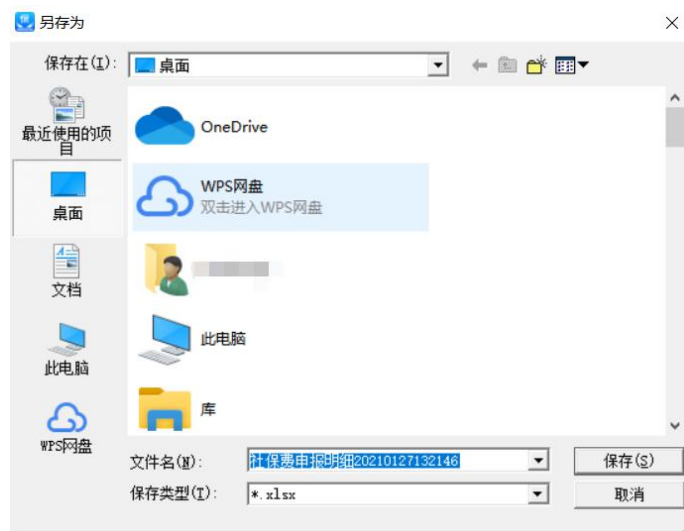 另存为
保存在(I):
桌面
最近使用的项
目
桌面
文档
此电脑
WPS网盘
OneDrive
WPS网盘
双击进入WPS网盘
此电脑
库
文件名(N):
社保费申报明细20210127132146
保存(S)
保存类型(T):
*.xlsx
取消